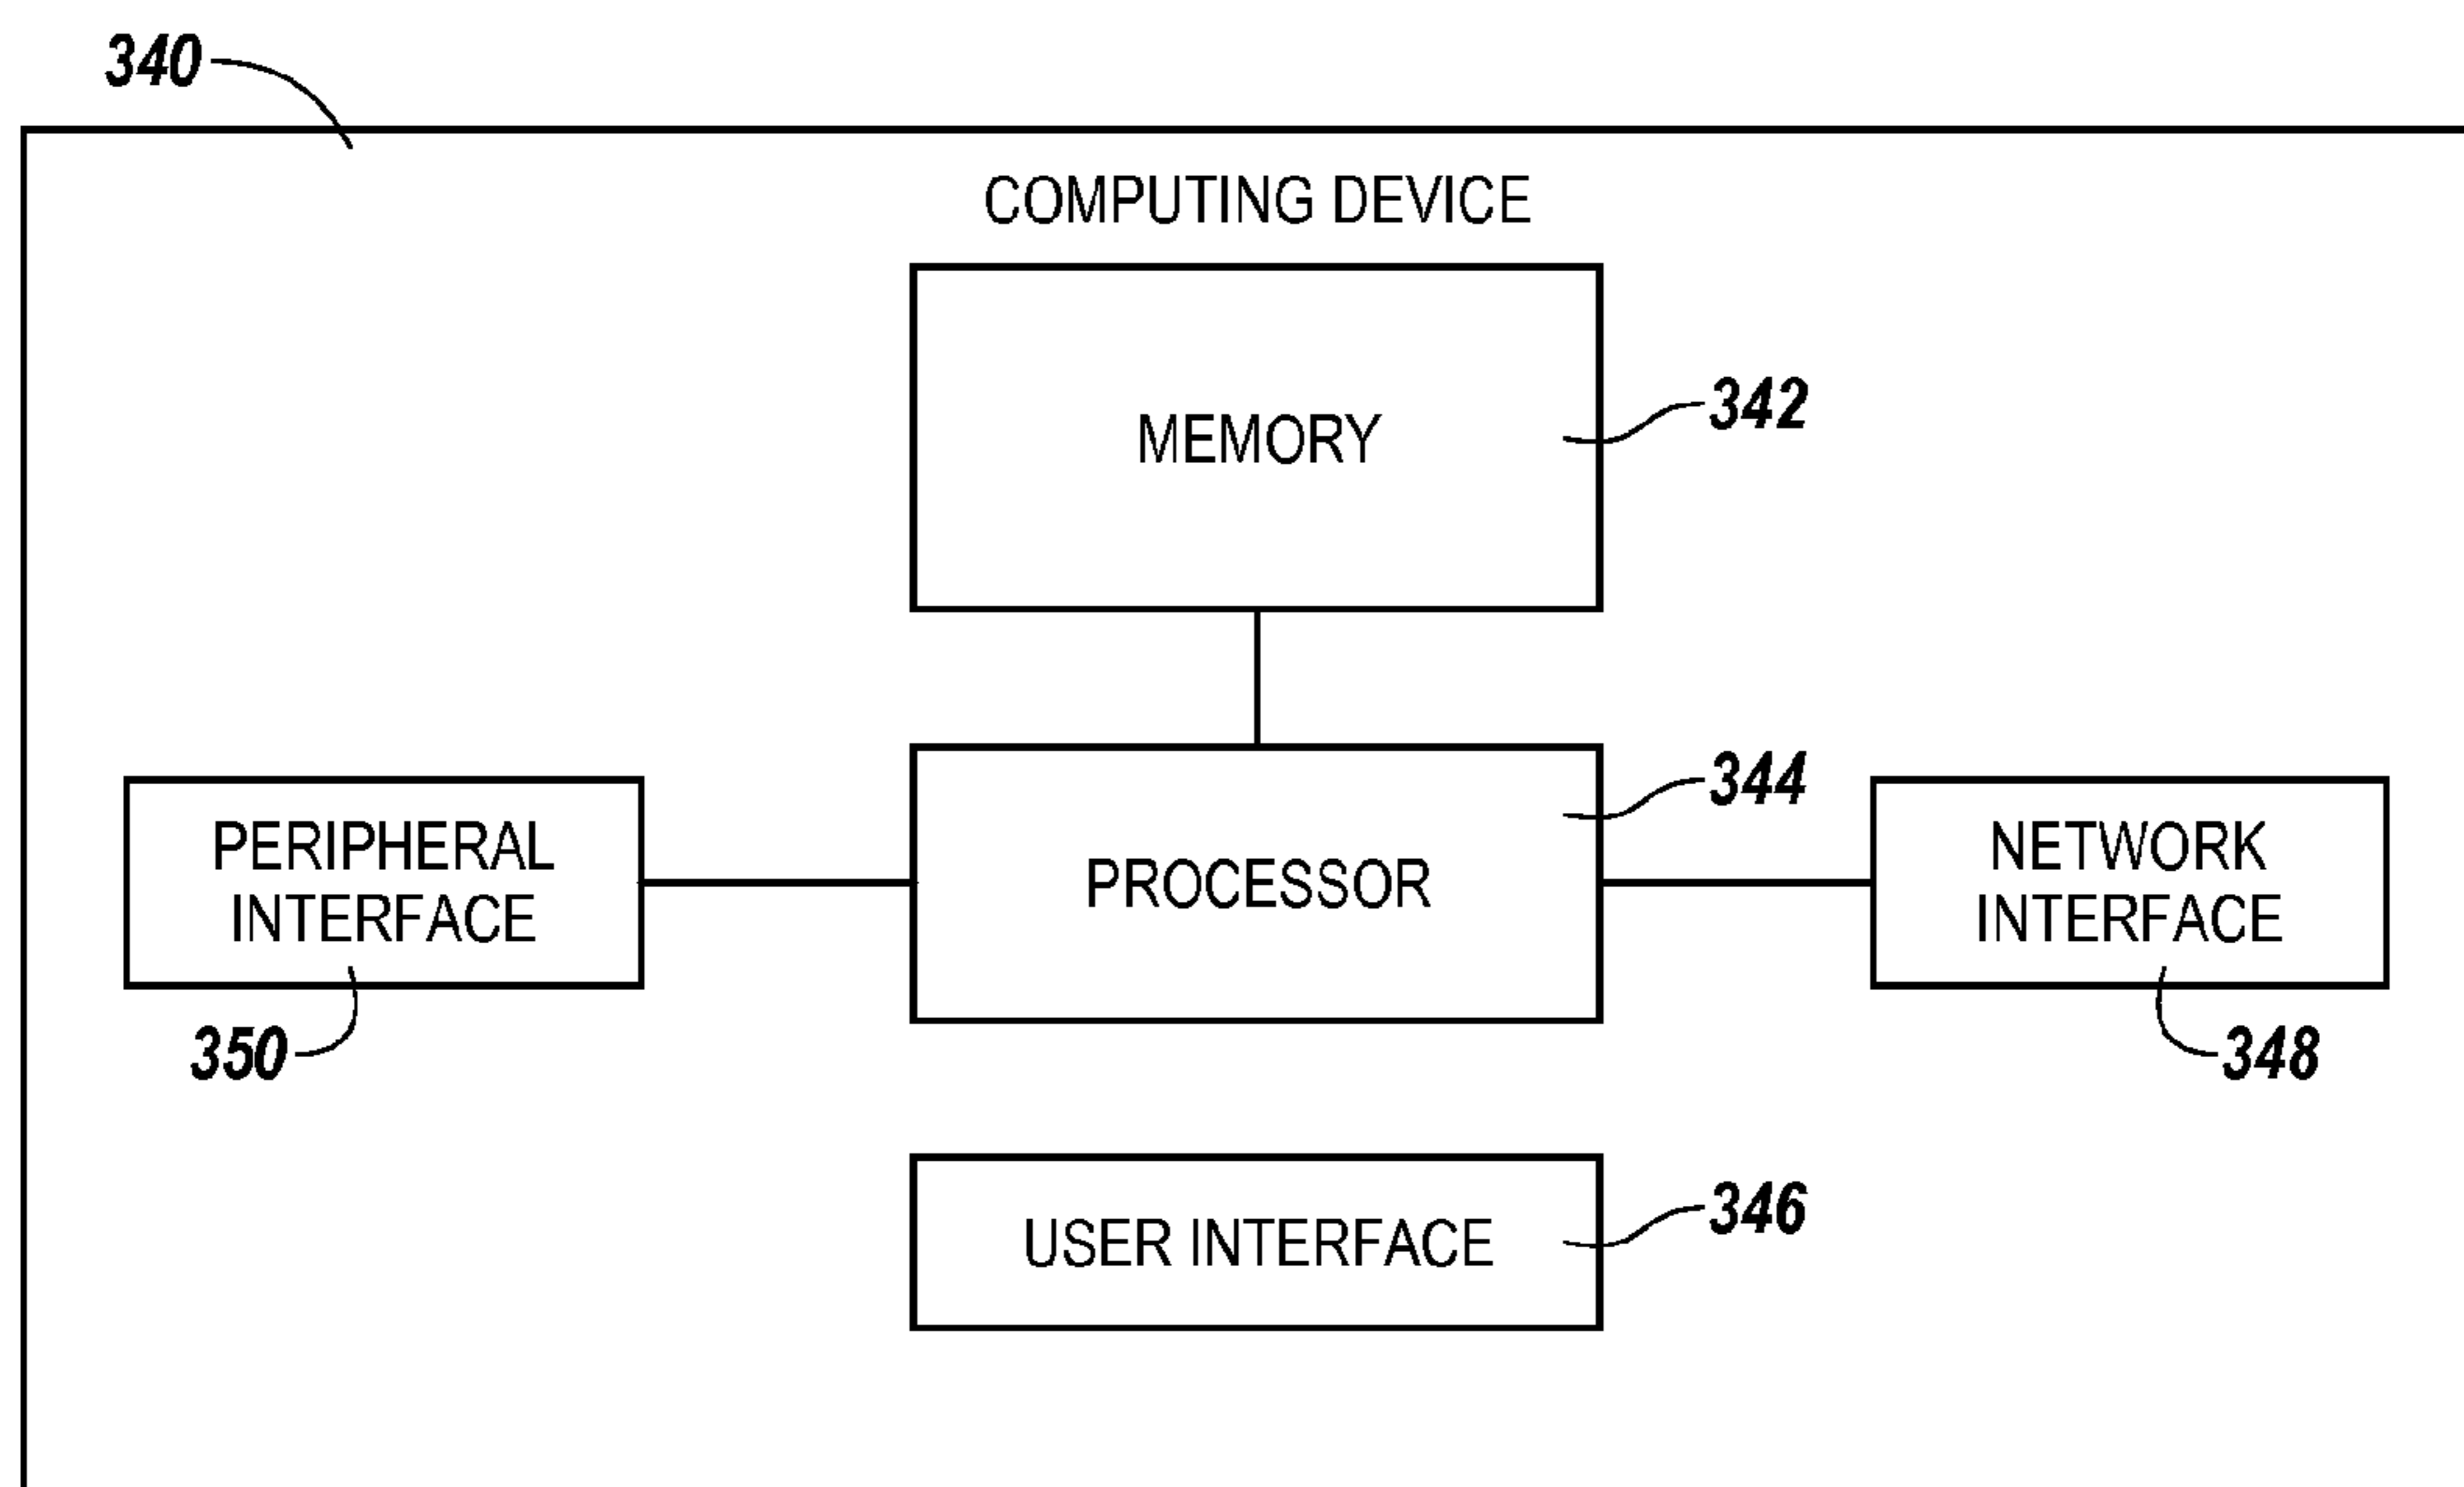 340
COMPUTING DEVICE
MEMORY
342
344
PERIPHERAL
INTERFACE
PROCESSOR
NETWORK
INTERFACE
350
348
USER INTERFACE
346